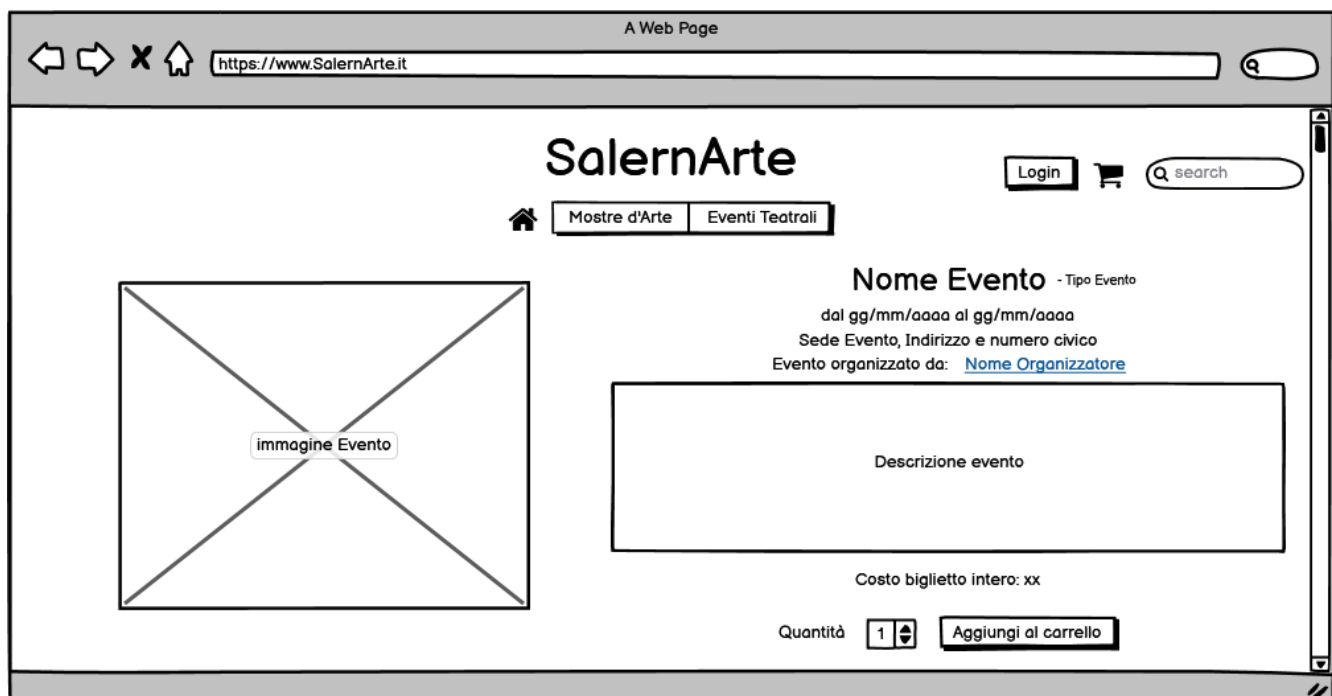 A Web Page
https://www.SalernArte.it
SalernArte
Login
search
Mostre d'Arte
Eventi Teatrali
immagine Evento
Nome Evento - Tipo Evento
dal gg/mm/aaaa al gg/mm/aaaa
Sede Evento, Indirizzo e numero civico
Evento organizzato da: Nome Organizzatore
Descrizione evento
Costo biglietto intero: xx
Quantità 1 Aggiungi al carrello